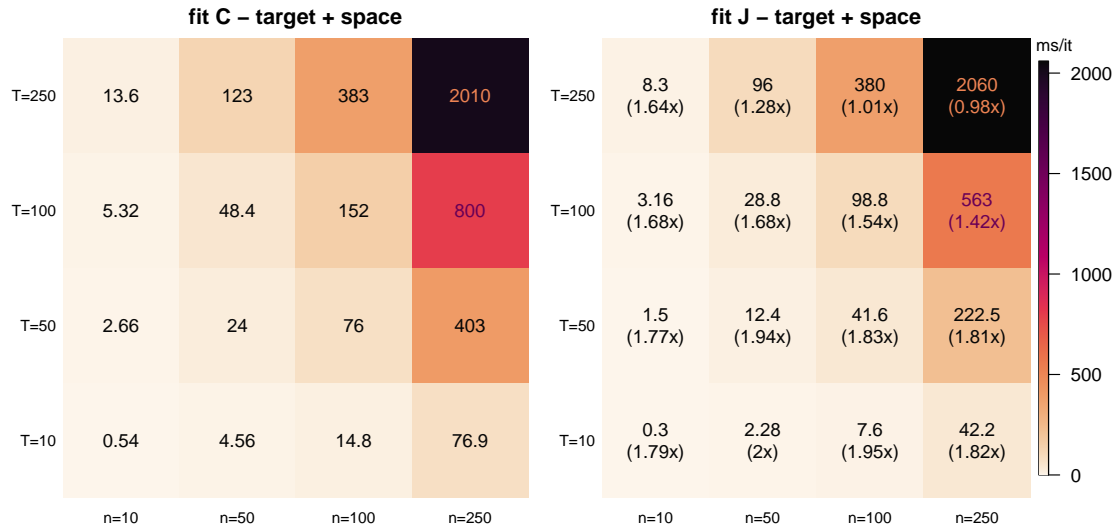 fit C – target + space
fit J – target + space
ms/it
T=250
13.6
123
383
2010
8.3
(1.64x)
96
(1.28x)
380
(1.01x)
2060
(0.98x)
T=100
5.32
48.4
152
800
3.16
(1.68x)
28.8
(1.68x)
98.8
(1.54x)
563
(1.42x)
T=50
2.66
24
76
403
1.5
(1.77x)
12.4
(1.94x)
41.6
(1.83x)
222.5
(1.81x)
T=10
0.54
4.56
14.8
76.9
0.3
(1.79x)
2.28
(2x)
7.6
(1.95x)
42.2
(1.82x)
n=10
n=50
n=100
n=250
T=250
T=100
T=50
T=10
n=10
n=50
n=100
n=250
2000
1500
1000
500
0